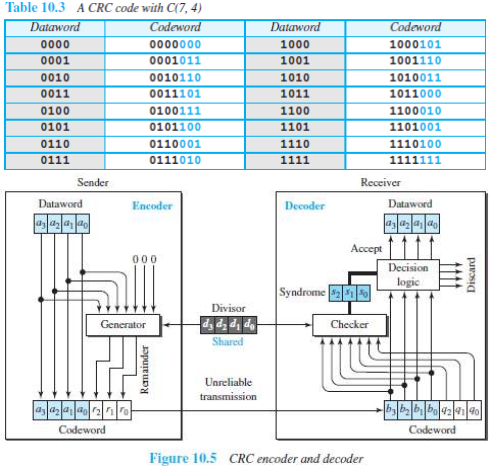 Table 10.3 A CRC code with C(7, 4)
Dataword Codeword Dataword Codeword
0000 0000000 1000 1000101
0001 0001011 1001 1001110
0010 0010110 1010 1010011
0011 0011101 1011 1011000
0100 0100111 1100 1100010
0101 0101100 1101 1101001
0110 0110001 1110 1110100
0111 0111010 1111 1111111
Sender Receiver
Dataword Encoder Decoder Dataword
a3 a2 a1 a0 a3 a2 a1 a0
Accept
0 0 0 Decision
logic
Discard
Syndrome s2 s1 s0
Divisor
Generator d3 d2 d1 d0 Checker
Shared
Remainder
Unreliable
transmission
a3 a2 a1 a0 r2 r1 r0 b3 b2 b1 b0 q2 q1 q0
Codeword Codeword
Figure 10.5 CRC encoder and decoder